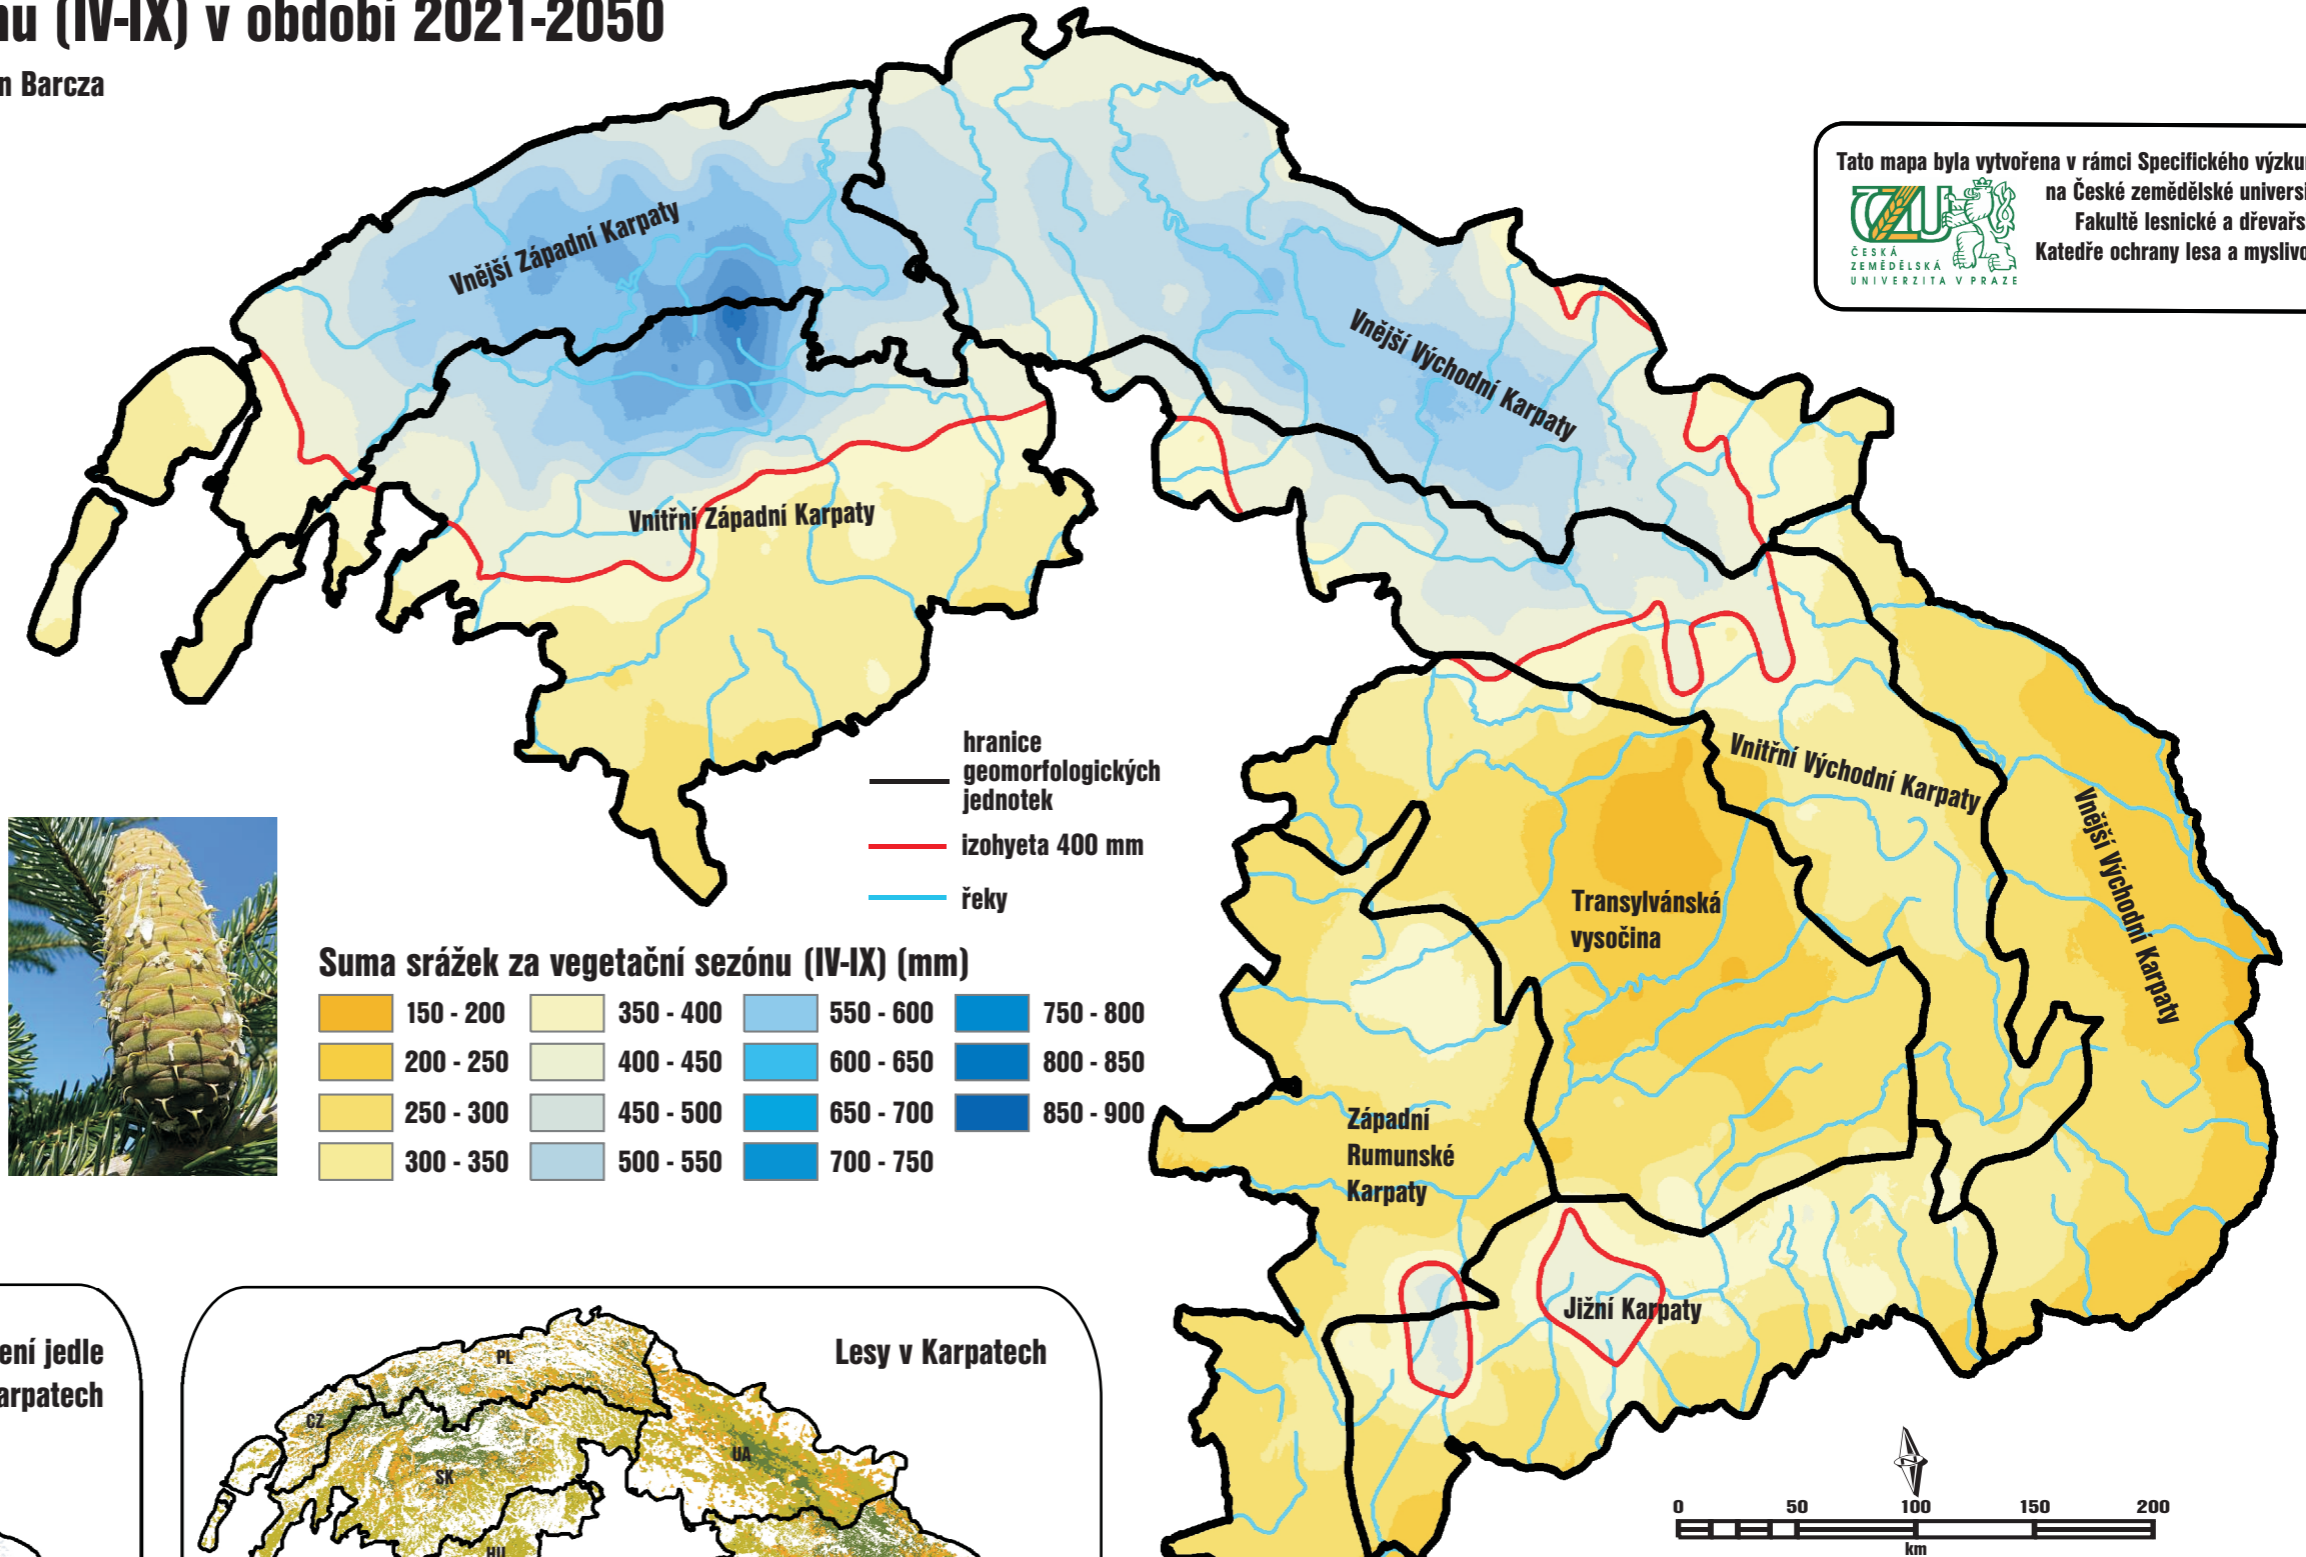 nu (IV-IX) v období 2021-2050
n Barcza
Tato mapa byla vytvořena v rámci Specifického výzku
na České zemědělské universi
Fakultě lesnické a dřevařs
Katedře ochrany lesa a myslivo
ČZU
ČESKÁ
ZEMĚDĚLSKÁ
UNIVERZITA V PRAZE
Vnější Západní Karpaty
Vnější Východní Karpaty
Vnitřní Západní Karpaty
Vnitřní Východní Karpaty
Vnější Východní Karpaty
Transylvánská
vysočina
Západní
Rumunské
Karpaty
Jižní Karpaty
hranice
geomorfologických
jednotek
izohyeta 400 mm
řeky
Suma srážek za vegetační sezónu (IV-IX) (mm)
150 - 200
200 - 250
250 - 300
300 - 350
350 - 400
400 - 450
450 - 500
500 - 550
550 - 600
600 - 650
650 - 700
700 - 750
750 - 800
800 - 850
850 - 900
ení jedle
arpatech
Lesy v Karpatech
PL
CZ
SK
UA
HU
0 50 100 150 200
km